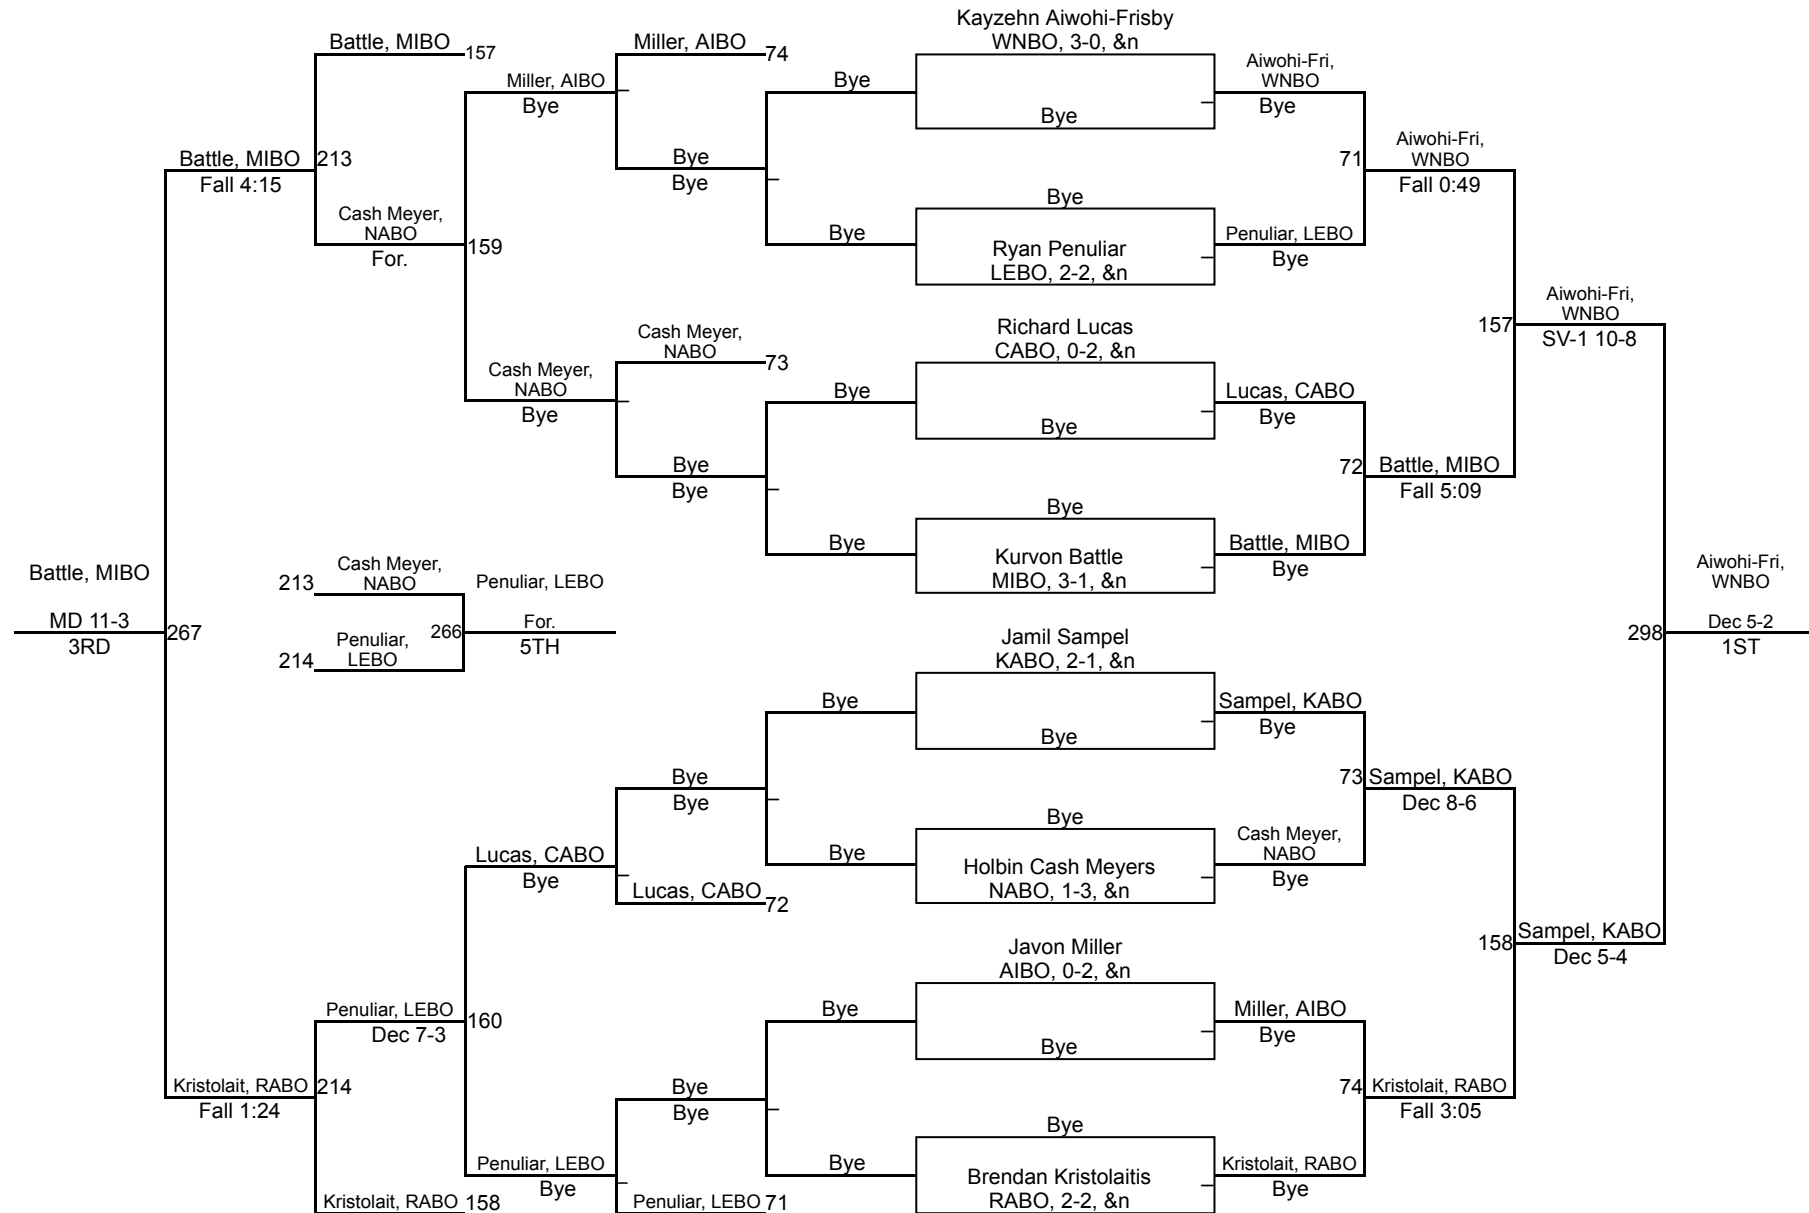 Kayzehn Aiwohi-Frisby
WNBO, 3-0, &n
Bye
Bye
Ryan Penuliar
LEBO, 2-2, &n
Richard Lucas
CABO, 0-2, &n
Bye
Bye
Kurvon Battle
MIBO, 3-1, &n
Jamil Sampel
KABO, 2-1, &n
Bye
Bye
Holbin Cash Meyers
NABO, 1-3, &n
Javon Miller
AIBO, 0-2, &n
Bye
Bye
Brendan Kristolaitis
RABO, 2-2, &n
Aiwohi-Fri,
WNBO
Bye
Penuliar, LEBO
Bye
Lucas, CABO
Bye
Battle, MIBO
Bye
Sampel, KABO
Bye
Cash Meyer,
NABO
Bye
Miller, AIBO
Bye
Kristolait, RABO
Bye
71
Aiwohi-Fri,
WNBO
Fall 0:49
72
Battle, MIBO
Fall 5:09
73
Sampel, KABO
Dec 8-6
74
Kristolait, RABO
Fall 3:05
157
Aiwohi-Fri,
WNBO
SV-1 10-8
158
Sampel, KABO
Dec 5-4
298
Aiwohi-Fri,
WNBO
Dec 5-2
1ST
Bye
Bye
Bye
Bye
Bye
Bye
Bye
Bye
Miller, AIBO
74
Bye
Bye
Cash Meyer,
NABO
73
Bye
Bye
Bye
Bye
Lucas, CABO
72
Bye
Bye
Penuliar, LEBO
71
Miller, AIBO
Bye
Cash Meyer,
NABO
Bye
Lucas, CABO
Bye
Penuliar, LEBO
Bye
Battle, MIBO
157
Cash Meyer,
NABO
For.
159
Penuliar, LEBO
Dec 7-3
160
Kristolait, RABO
158
Battle, MIBO
Fall 4:15
213
Kristolait, RABO
Fall 1:24
214
Battle, MIBO
MD 11-3
3RD
267
213
Cash Meyer,
NABO
214
Penuliar,
LEBO
266
Penuliar, LEBO
For.
5TH